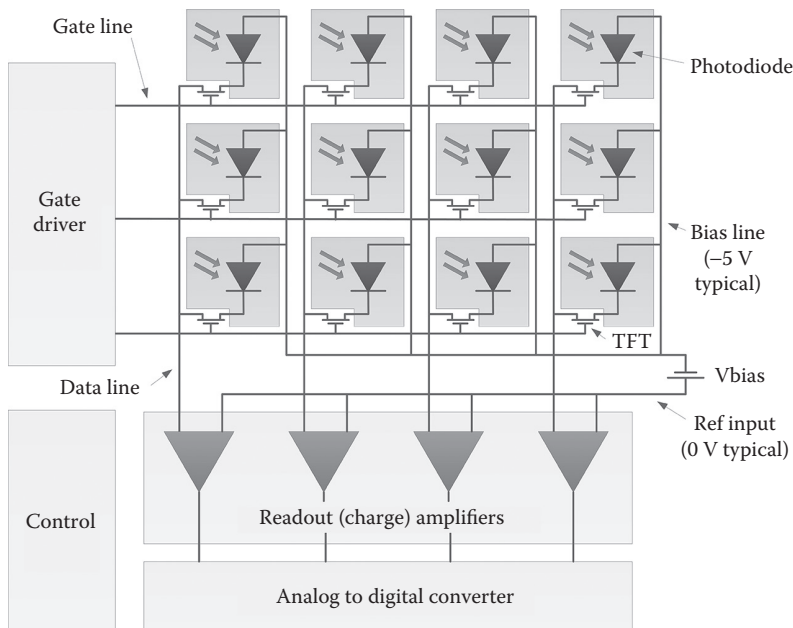 Gate line
Photodiode
Gate
driver
Bias line
(–5 V
typical)
TFT
Data line
Vbias
Ref input
(0 V typical)
Control
Readout (charge) amplifiers
Analog to digital converter